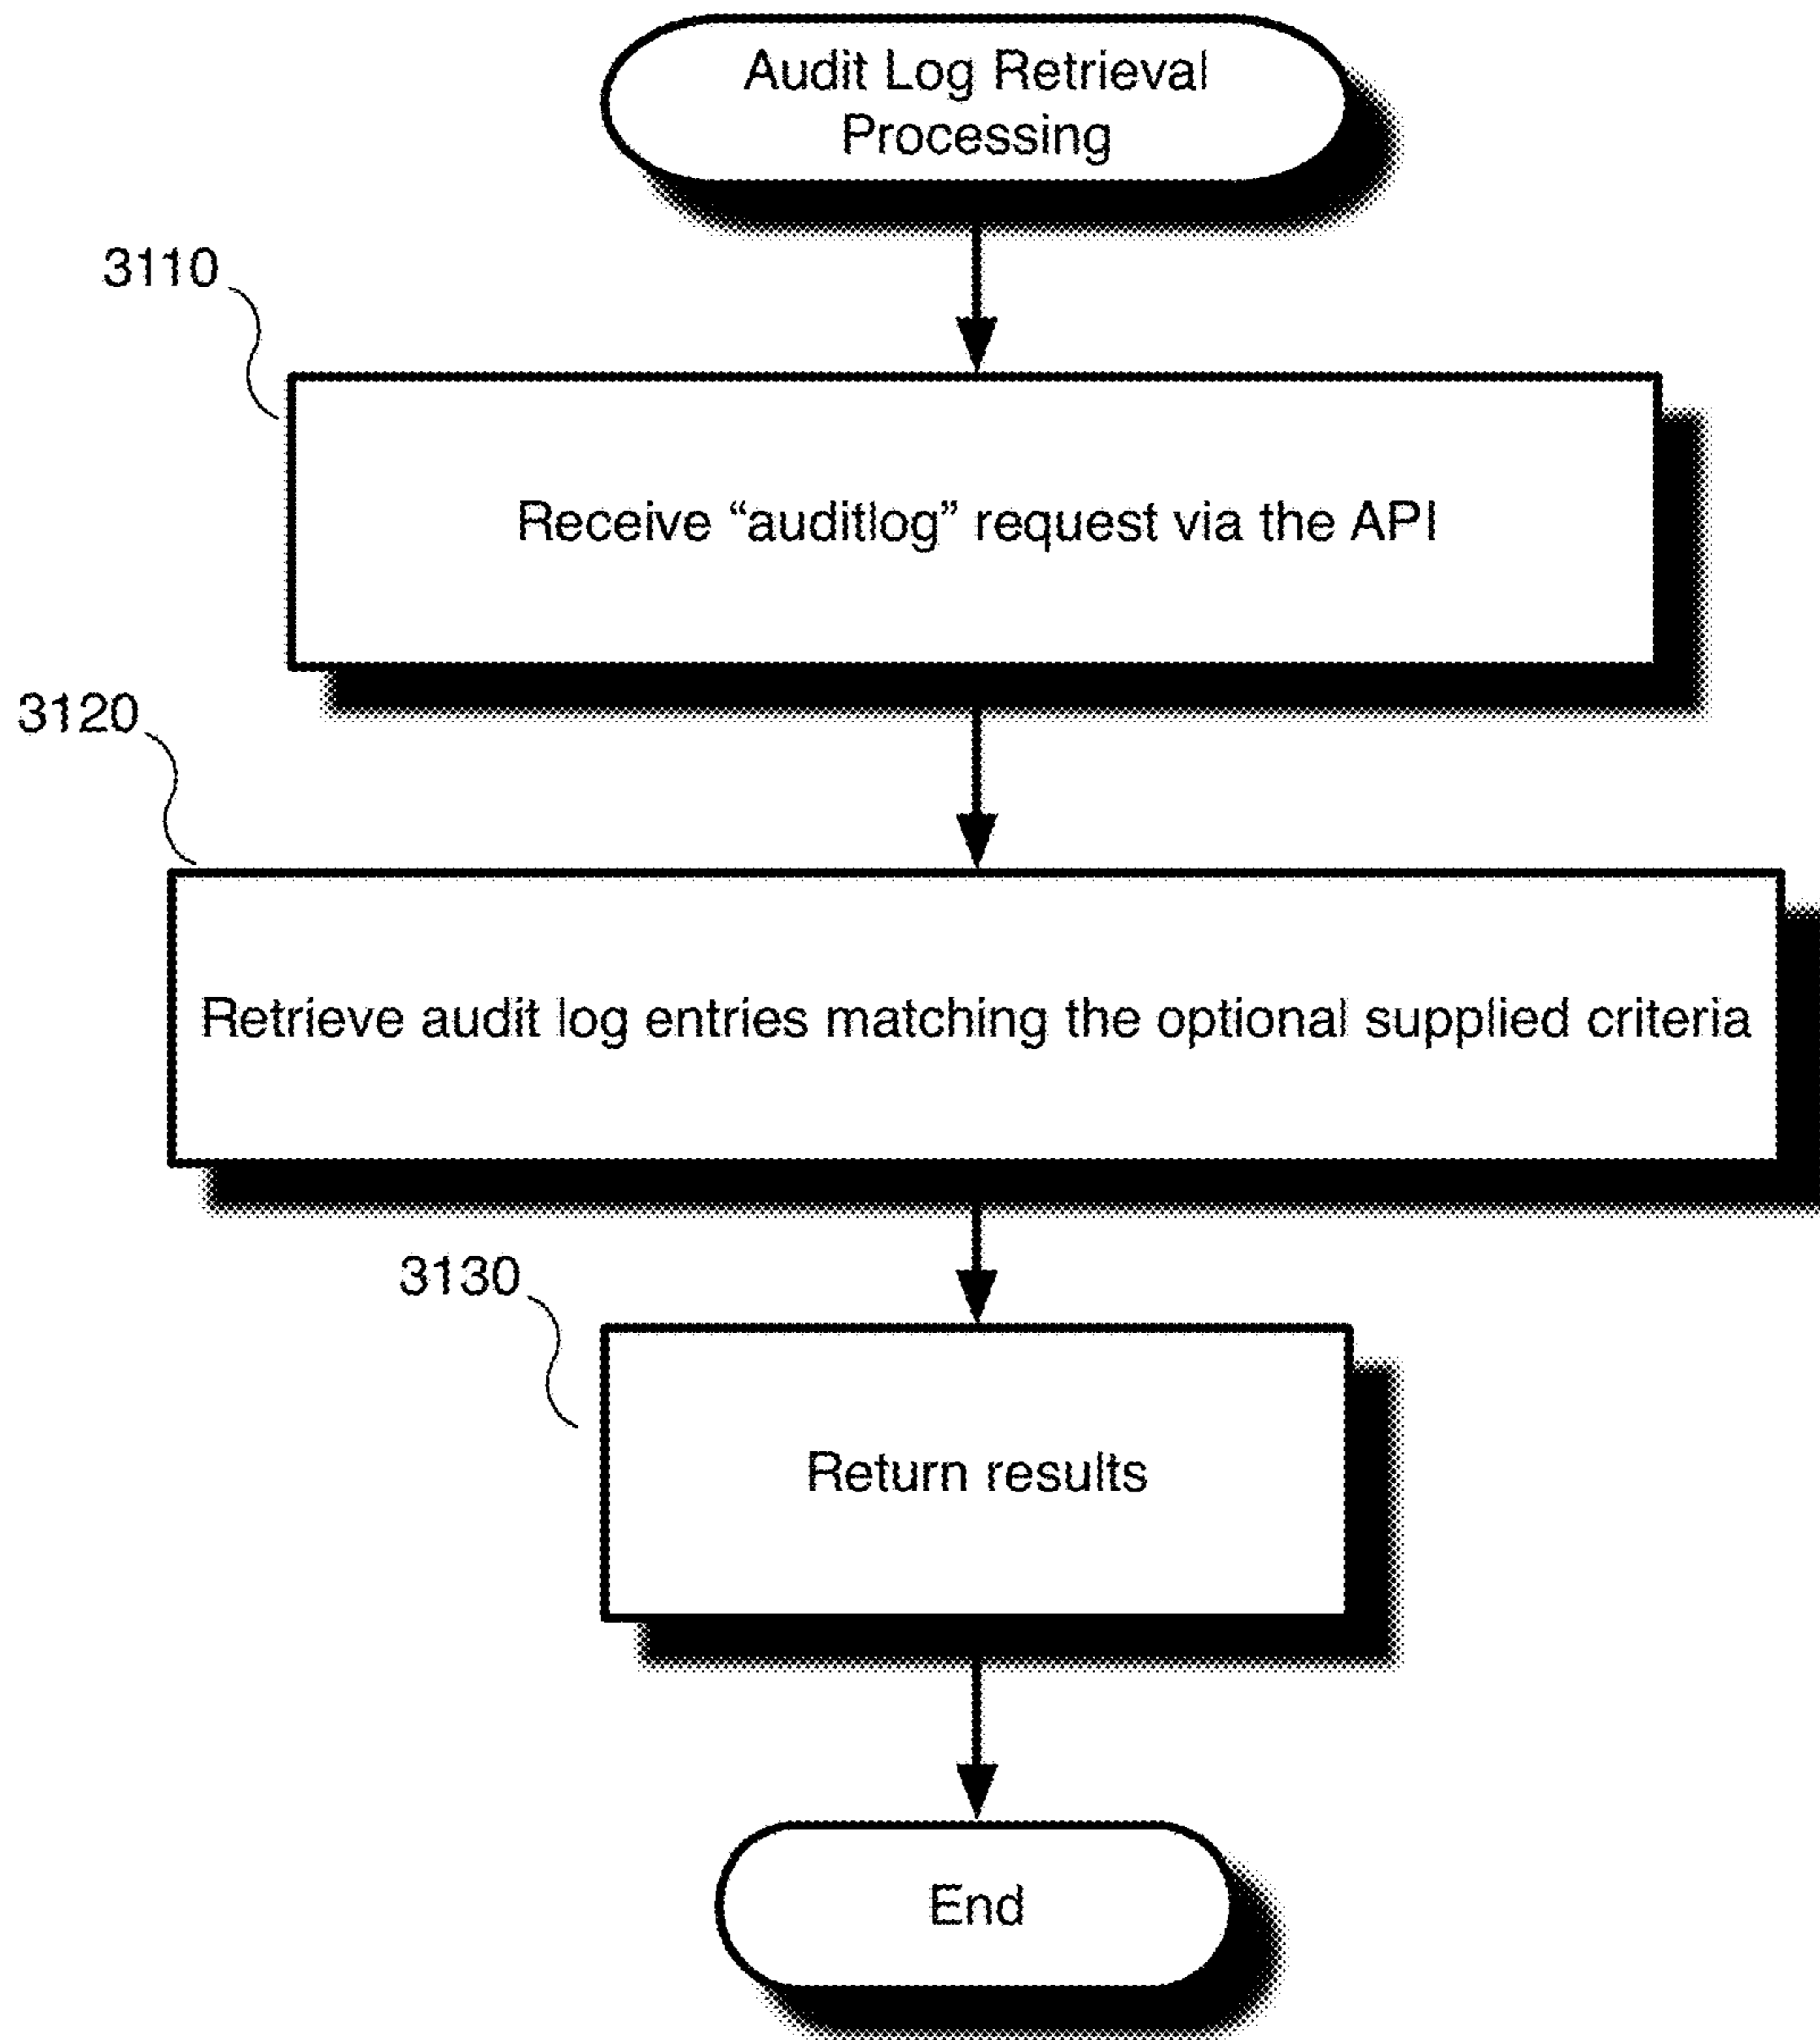 Audit Log Retrieval
Processing
3110
Receive “auditlog” request via the API
3120
Retrieve audit log entries matching the optional supplied criteria
3130
Return results
End